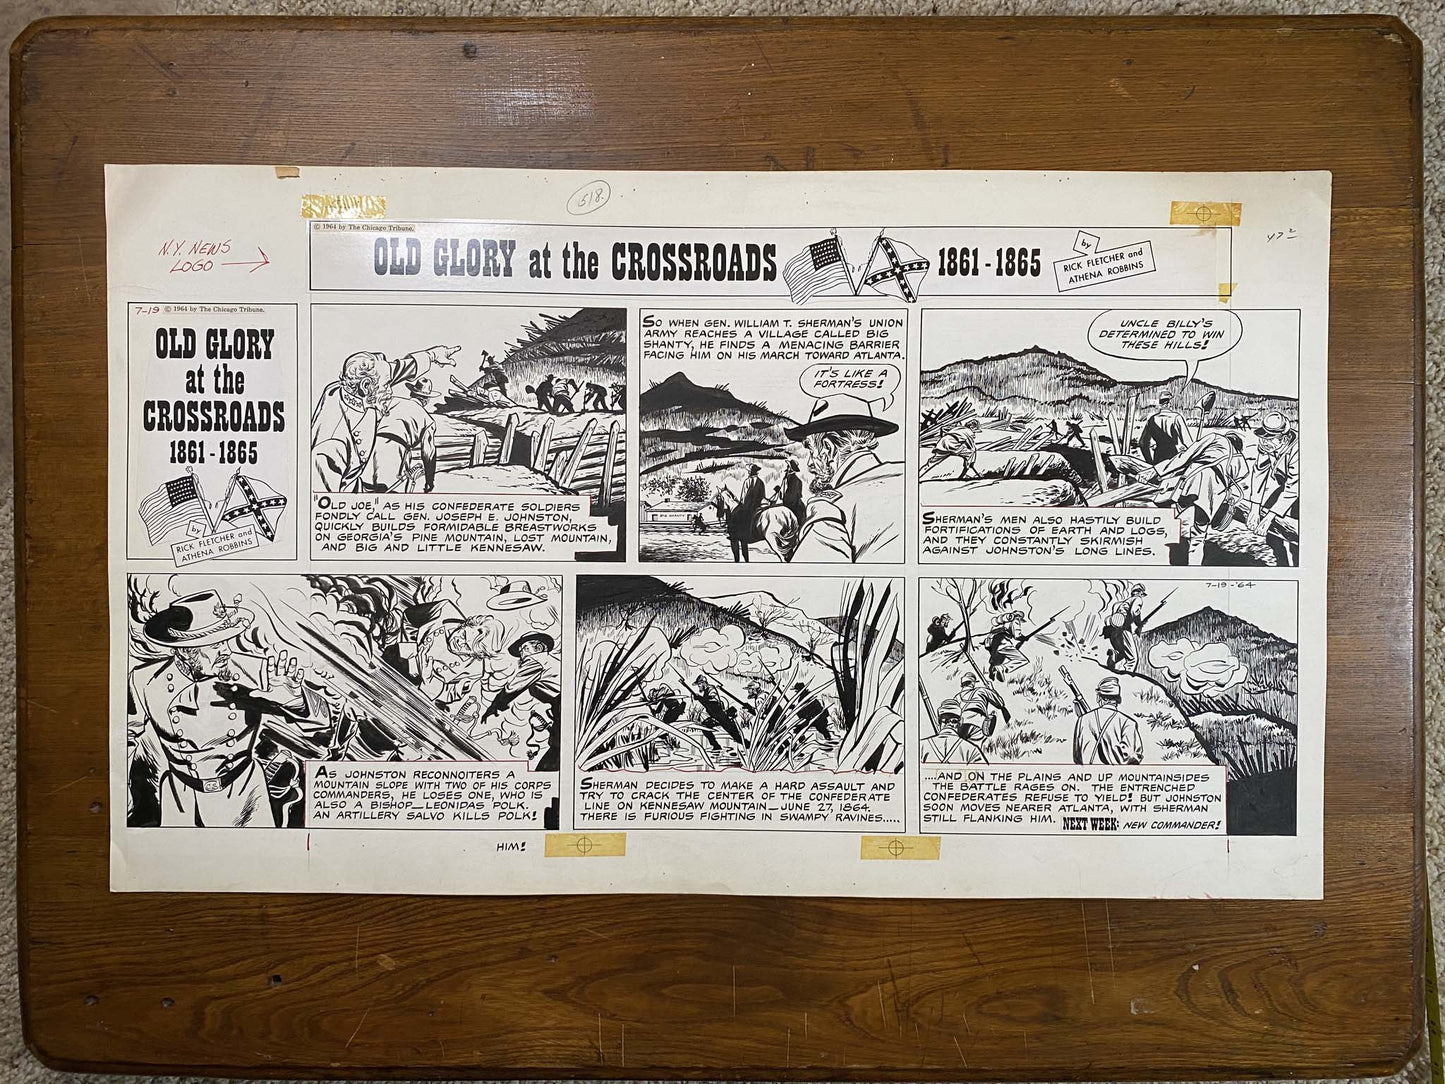 518.
N.Y. NEWS
LOGO
© 1964 by The Chicago Tribune.
OLD GLORY at the CROSSROADS
1861-1865
by
RICK FLETCHER and
ATHENA ROBBINS
7-19 © 1964 by The Chicago Tribune.
OLD GLORY
at the
CROSSROADS
1861-1865
by
RICK FLETCHER and
ATHENA ROBBINS
"OLD JOE," AS HIS CONFEDERATE SOLDIERS
FONDLY CALL GEN. JOSEPH E. JOHNSTON,
QUICKLY BUILDS FORMIDABLE BREASTWORKS
ON GEORGIA'S PINE MOUNTAIN, LOST MOUNTAIN,
AND BIG AND LITTLE KENNESAW.
SO WHEN GEN. WILLIAM T. SHERMAN'S UNION
ARMY REACHES A VILLAGE CALLED BIG
SHANTY, HE FINDS A MENACING BARRIER
FACING HIM ON HIS MARCH TOWARD ATLANTA.
IT'S LIKE A
FORTRESS!
BIG SHANTY
UNCLE BILLY'S
DETERMINED TO WIN
THESE HILLS!
SHERMAN'S MEN ALSO HASTILY BUILD
FORTIFICATIONS OF EARTH AND LOGS,
AND THEY CONSTANTLY SKIRMISH
AGAINST JOHNSTON'S LONG LINES.
AS JOHNSTON RECONNOITERS A
MOUNTAIN SLOPE WITH TWO OF HIS CORPS
COMMANDERS, HE LOSES ONE, WHO IS
ALSO A BISHOP—LEONIDAS POLK.
AN ARTILLERY SALVO KILLS POLK!
SHERMAN DECIDES TO MAKE A HARD ASSAULT AND
TRY TO CRACK THE CENTER OF THE CONFEDERATE
LINE ON KENNESAW MOUNTAIN—JUNE 27, 1864.
THERE IS FURIOUS FIGHTING IN SWAMPY RAVINES.....
7-19-'64
....AND ON THE PLAINS AND UP MOUNTAINSIDES
THE BATTLE RAGES ON. THE ENTRENCHED
CONFEDERATES REFUSE TO YIELD! BUT JOHNSTON
SOON MOVES NEARER ATLANTA, WITH SHERMAN
STILL FLANKING HIM. NEXT WEEK: NEW COMMANDER!
HIM!